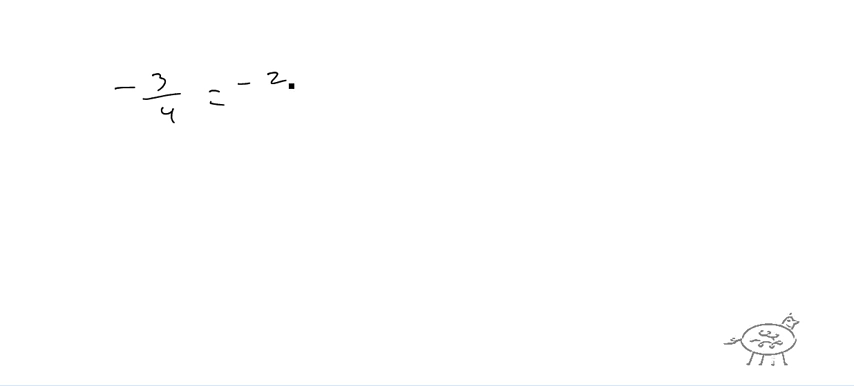 - 3/4 = - 2